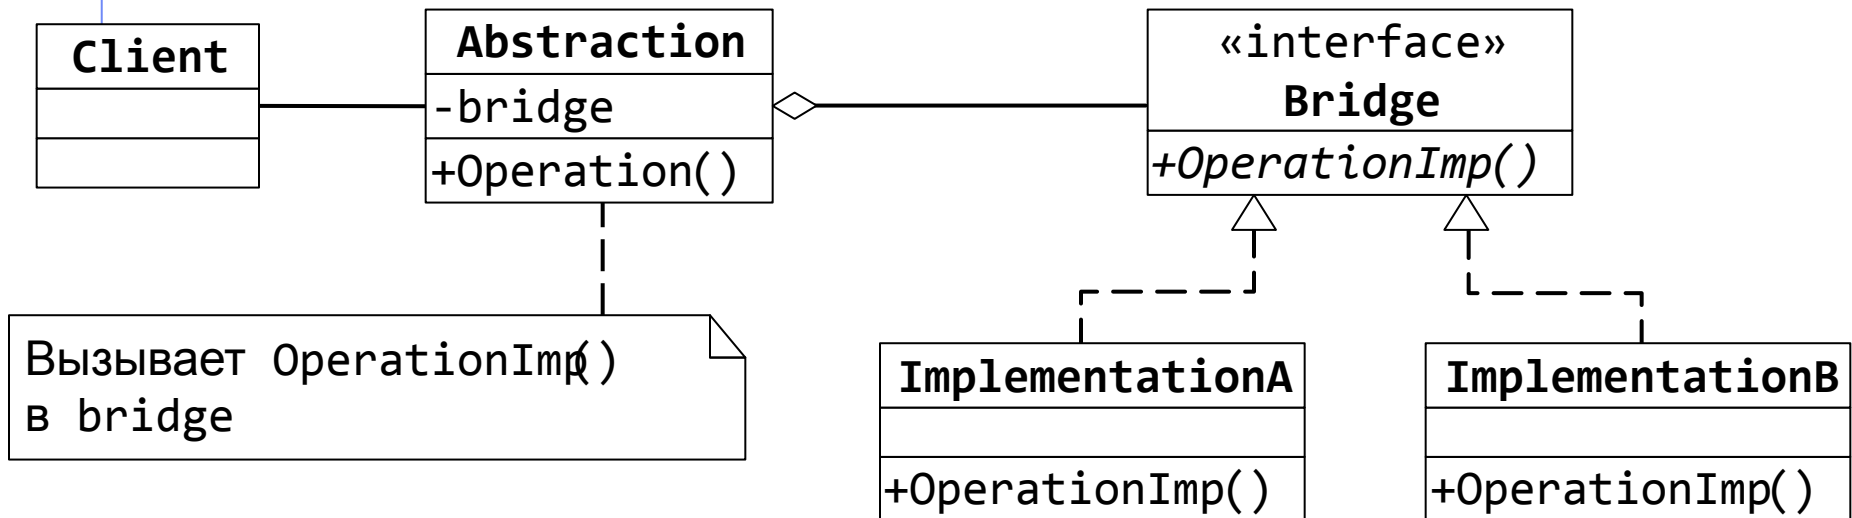 Client
Abstraction
-bridge
+Operation()
«interface»
Bridge
+OperationImp()
Вызывает OperationImp()
в bridge
ImplementationA
+OperationImp()
ImplementationB
+OperationImp()